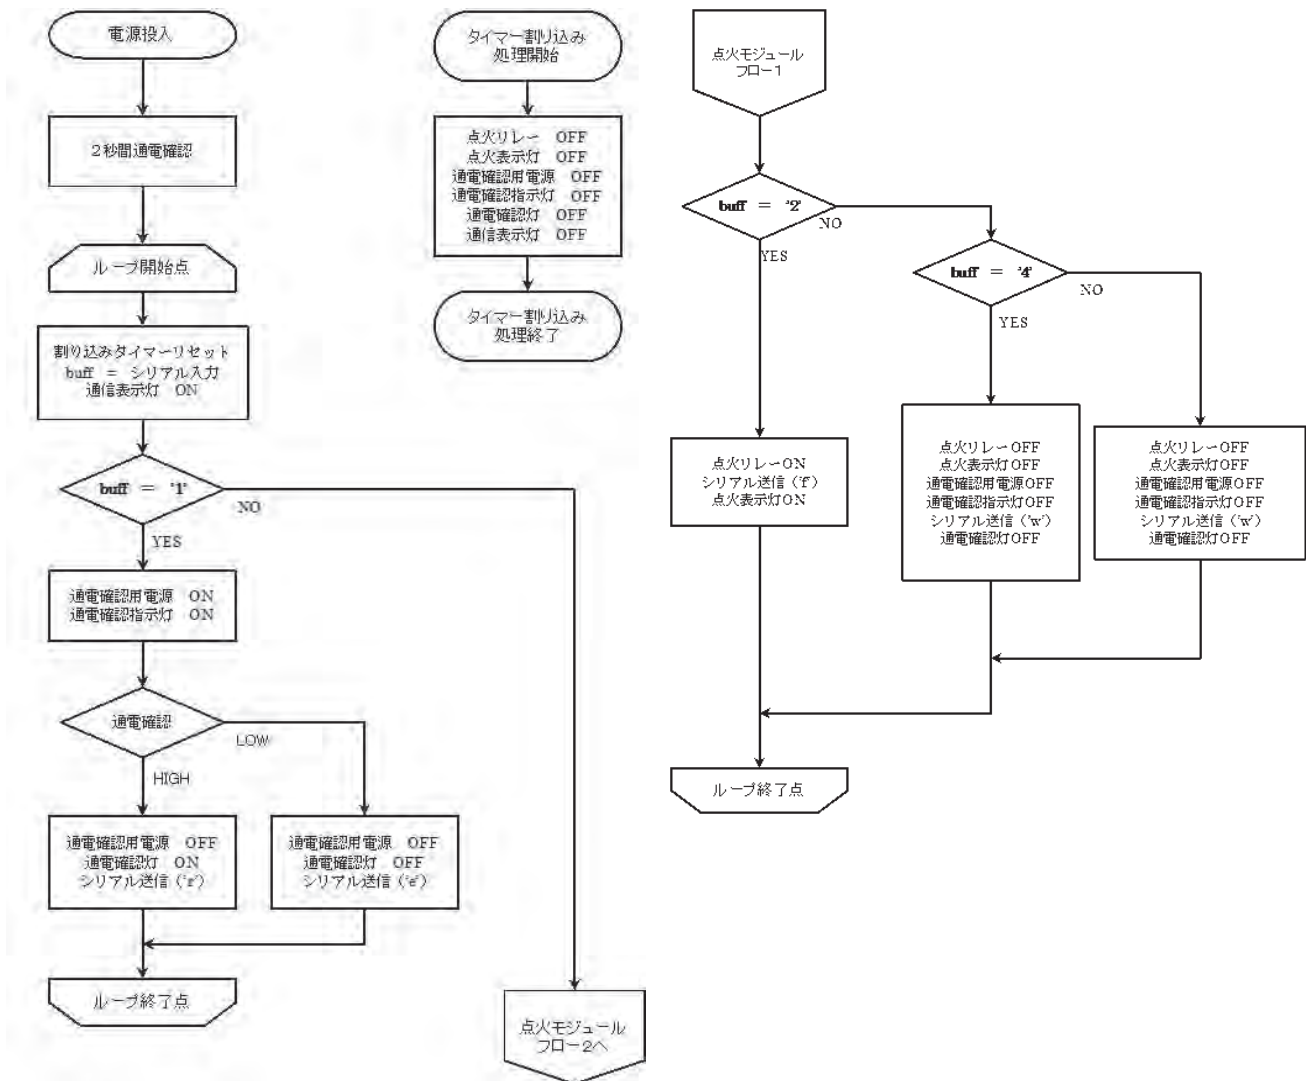 電源投入
2秒間通電確認
ループ開始点
割り込みタイマーリセット
buff = シリアル入力
通信表示灯 ON
buff = '1'
NO
YES
通電確認用電源 ON
通電確認指示灯 ON
通電確認
LOW
HIGH
通電確認用電源 OFF
通電確認灯 ON
シリアル送信('r')
通電確認用電源 OFF
通電確認灯 OFF
シリアル送信('e')
ループ終了点
点火モジュール
フロー2へ
タイマー割り込み
処理開始
点火リレー OFF
点火表示灯 OFF
通電確認用電源 OFF
通電確認指示灯 OFF
通電確認灯 OFF
通信表示灯 OFF
タイマー割り込み
処理終了
点火モジュール
フロー1
buff = '2'
NO
YES
buff = '4'
NO
YES
点火リレーON
シリアル送信('f')
点火表示灯ON
点火リレーOFF
点火表示灯OFF
通電確認用電源OFF
通電確認指示灯OFF
シリアル送信('w')
通電確認灯OFF
点火リレーOFF
点火表示灯OFF
通電確認用電源OFF
通電確認指示灯OFF
シリアル送信('w')
通電確認灯OFF
ループ終了点